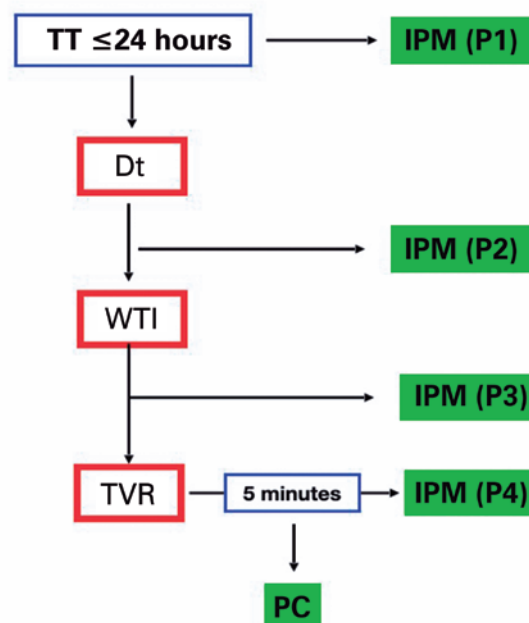 TT ≤24 hours
IPM (P1)
Dt
IPM (P2)
WTI
IPM (P3)
TVR
5 minutes
IPM (P4)
PC